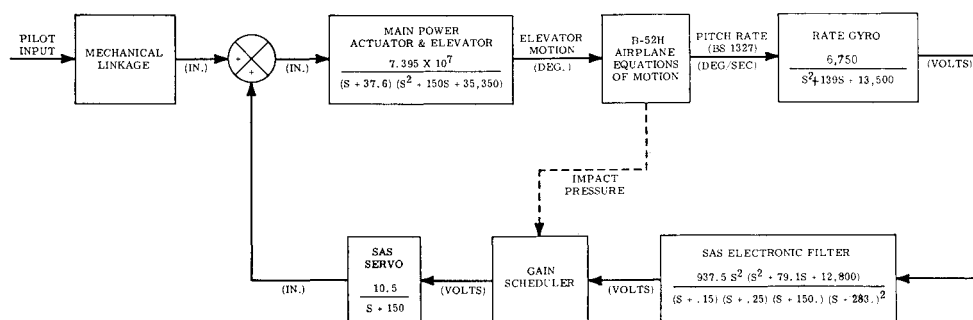 PILOT
INPUT
MECHANICAL
LINKAGE
(IN.)
+
+
(IN.)
MAIN POWER
ACTUATOR & ELEVATOR
7.395 X 10^7
(S + 37.6) (S^2 + 150S + 35,350)
ELEVATOR
MOTION
(DEG.)
B-52H
AIRPLANE
EQUATIONS
OF MOTION
PITCH RATE
(BS 1327)
(DEG/SEC)
RATE GYRO
6,750
S^2+139S + 13,500
(VOLTS)
IMPACT
PRESSURE
SAS
SERVO
10.5
S + 150
(IN.)
(VOLTS)
GAIN
SCHEDULER
(VOLTS)
SAS ELECTRONIC FILTER
937.5 S^2 (S^2 + 79.1S + 12,800)
(S + .15) (S + .25) (S + 150.) (S + 283.)^2